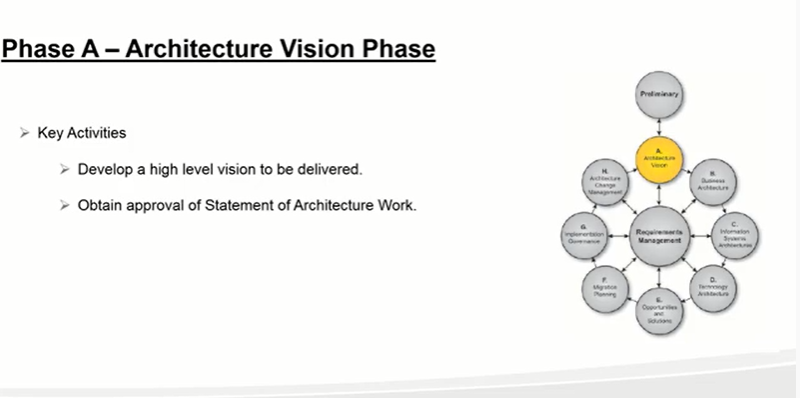 Phase A – Architecture Vision Phase
Key Activities
Develop a high level vision to be delivered.
Obtain approval of Statement of Architecture Work.
Preliminary
A.
Architecture
Vision
H.
Architecture
Change
Management
B.
Business
Architecture
G.
Implementation
Governance
Requirements
Management
C.
Information
Systems
Architectures
F.
Migration
Planning
D.
Technology
Architecture
E.
Opportunities
and
Solutions